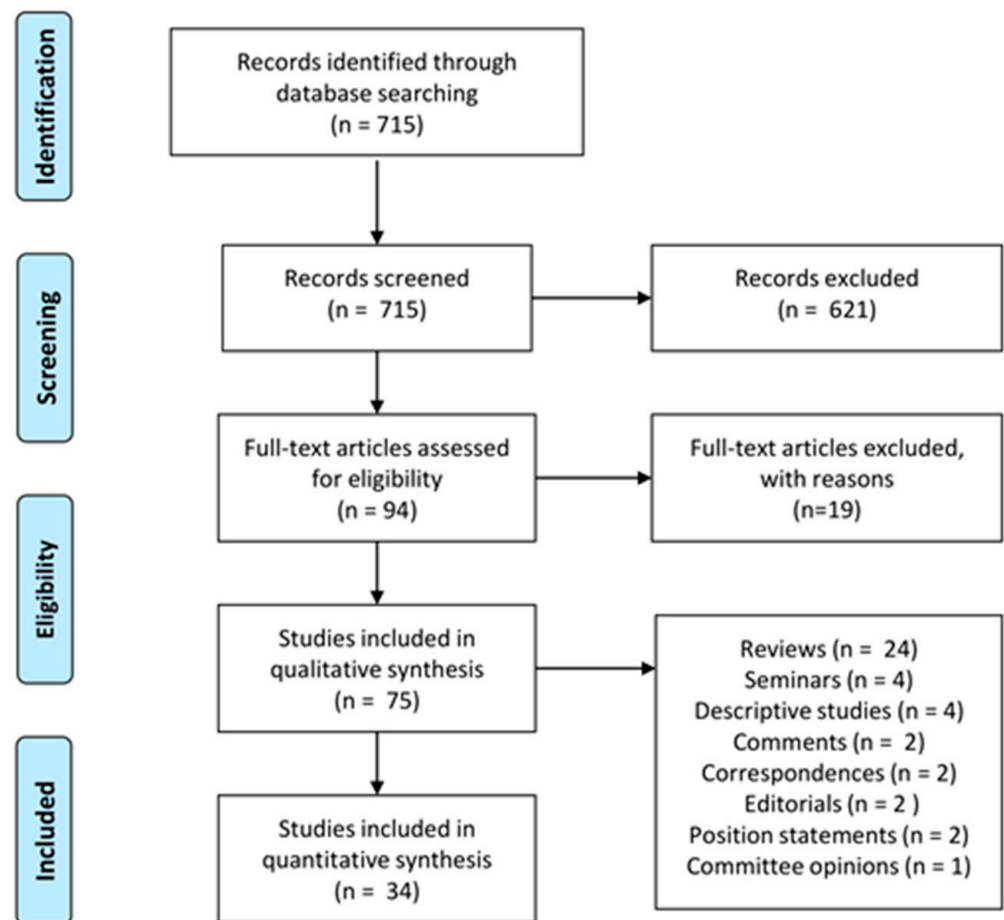 Identification
Records identified through
database searching
(n = 715)
Screening
Records screened
(n =  715)
Records excluded
(n =  621)
Full-text articles assessed
for eligibility
(n = 94)
Full-text articles excluded,
with reasons
(n=19)
Eligibility
Studies included in
qualitative synthesis
(n =  75)
Reviews (n =  24)
Seminars (n = 4)
Descriptive studies (n = 4)
Comments (n =  2)
Correspondences (n = 2)
Editorials (n = 2 )
Position statements (n = 2)
Committee opinions (n = 1)
Included
Studies included in
quantitative synthesis
(n = 34)